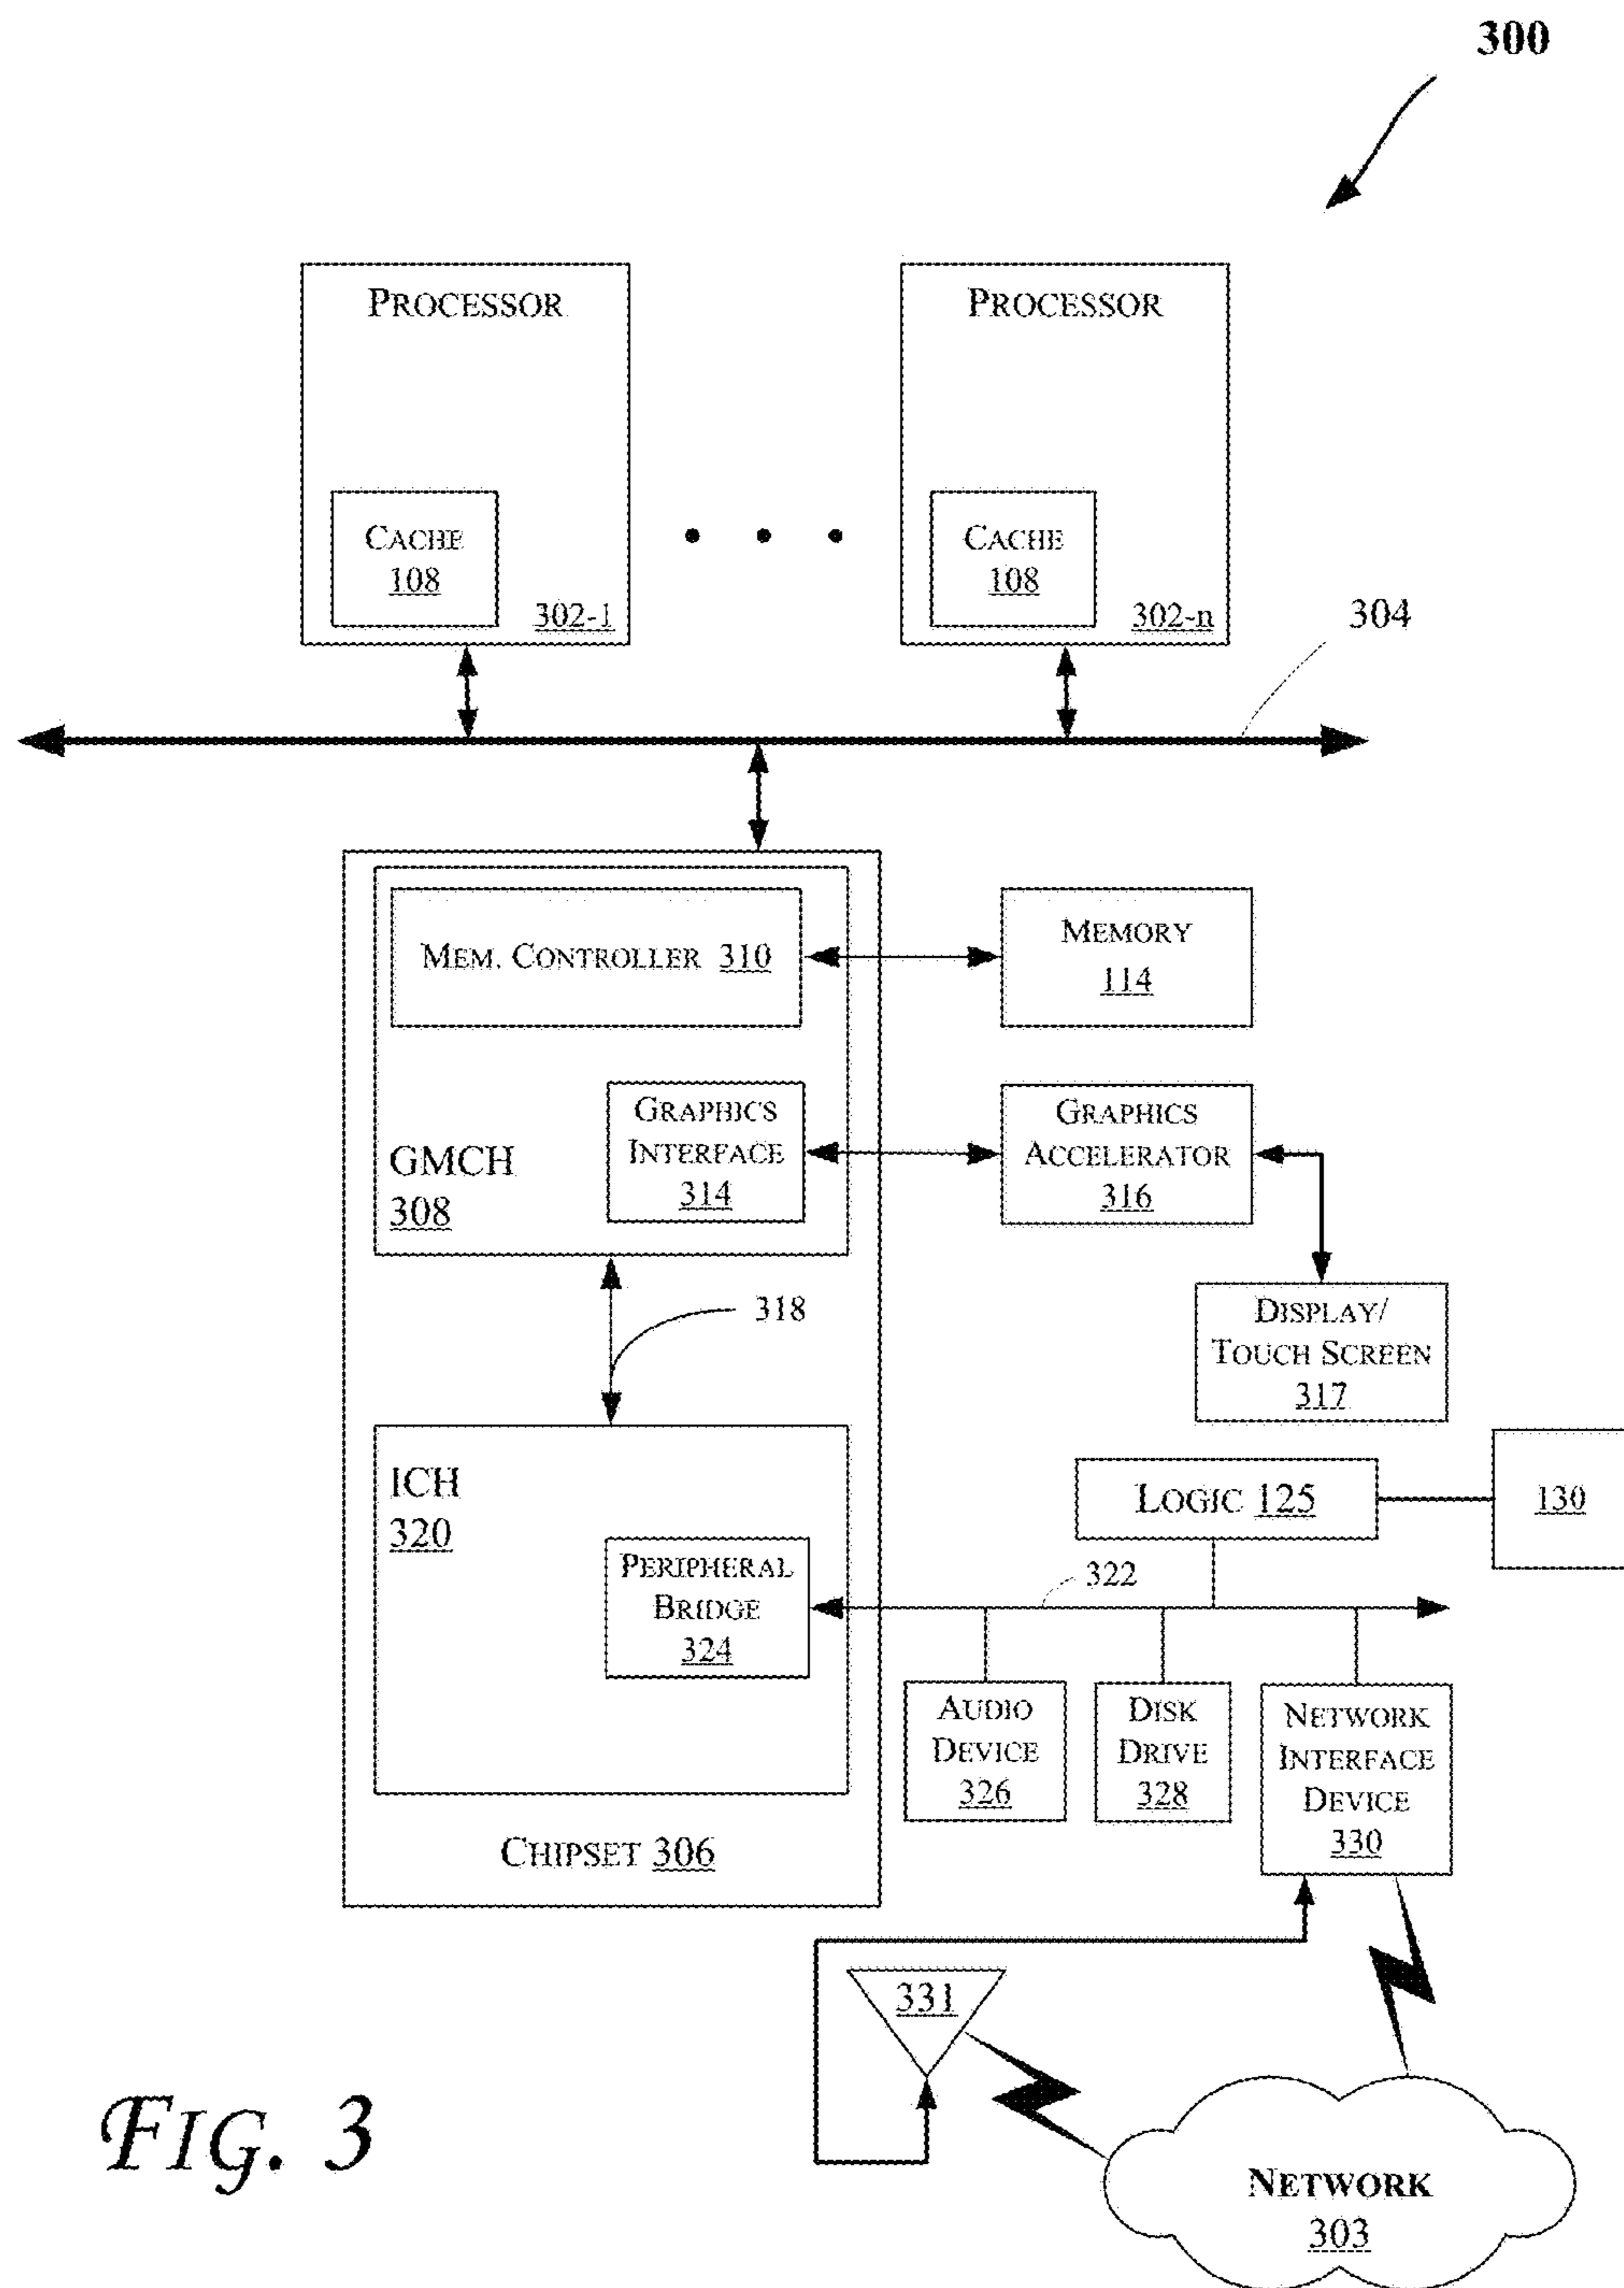 300
PROCESSOR
CACHE
108
302-1
PROCESSOR
CACHE
108
302-n
304
MEM. CONTROLLER 310
MEMORY
114
GMCH
308
GRAPHICS
INTERFACE
314
GRAPHICS
ACCELERATOR
316
318
DISPLAY/
TOUCH SCREEN
317
ICH
320
LOGIC 125
130
PERIPHERAL
BRIDGE
324
322
AUDIO
DEVICE
326
DISK
DRIVE
328
NETWORK
INTERFACE
DEVICE
330
CHIPSET 306
331
NETWORK
303
FIG. 3